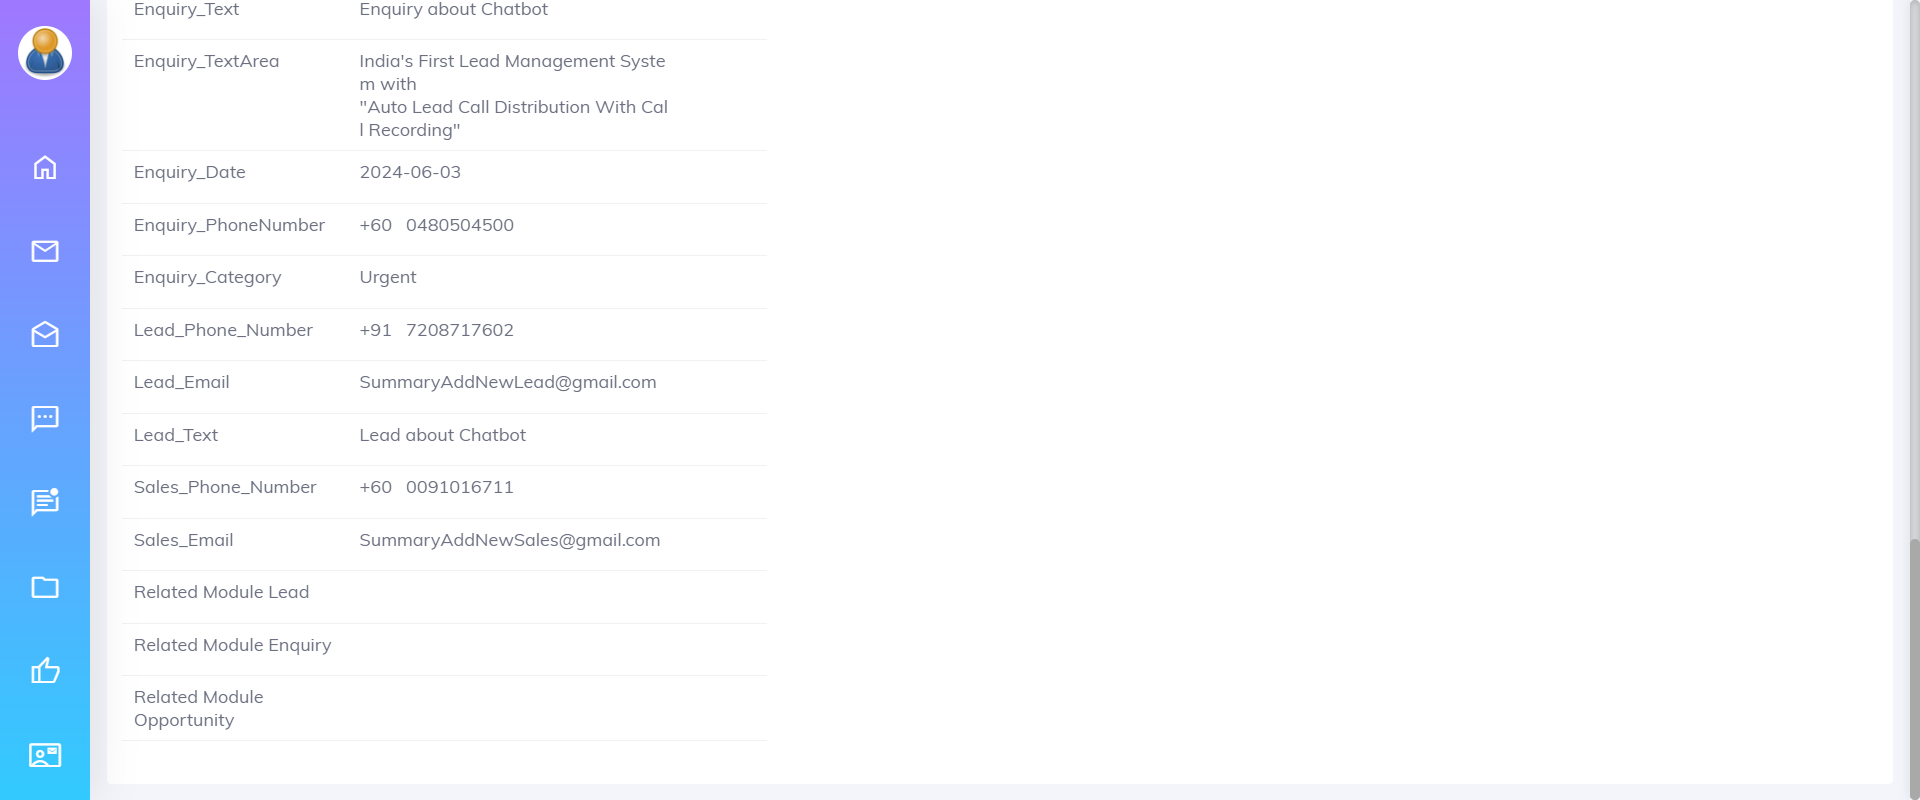 Enquiry_Text Enquiry about Chatbot
Enquiry_TextArea India's First Lead Management Syste
m with
"Auto Lead Call Distribution With Cal
l Recording"
Enquiry_Date 2024-06-03
Enquiry_PhoneNumber +60 0480504500
Enquiry_Category Urgent
Lead_Phone_Number +91 7208717602
Lead_Email SummaryAddNewLead@gmail.com
Lead_Text Lead about Chatbot
Sales_Phone_Number +60 0091016711
Sales_Email SummaryAddNewSales@gmail.com
Related Module Lead
Related Module Enquiry
Related Module
Opportunity